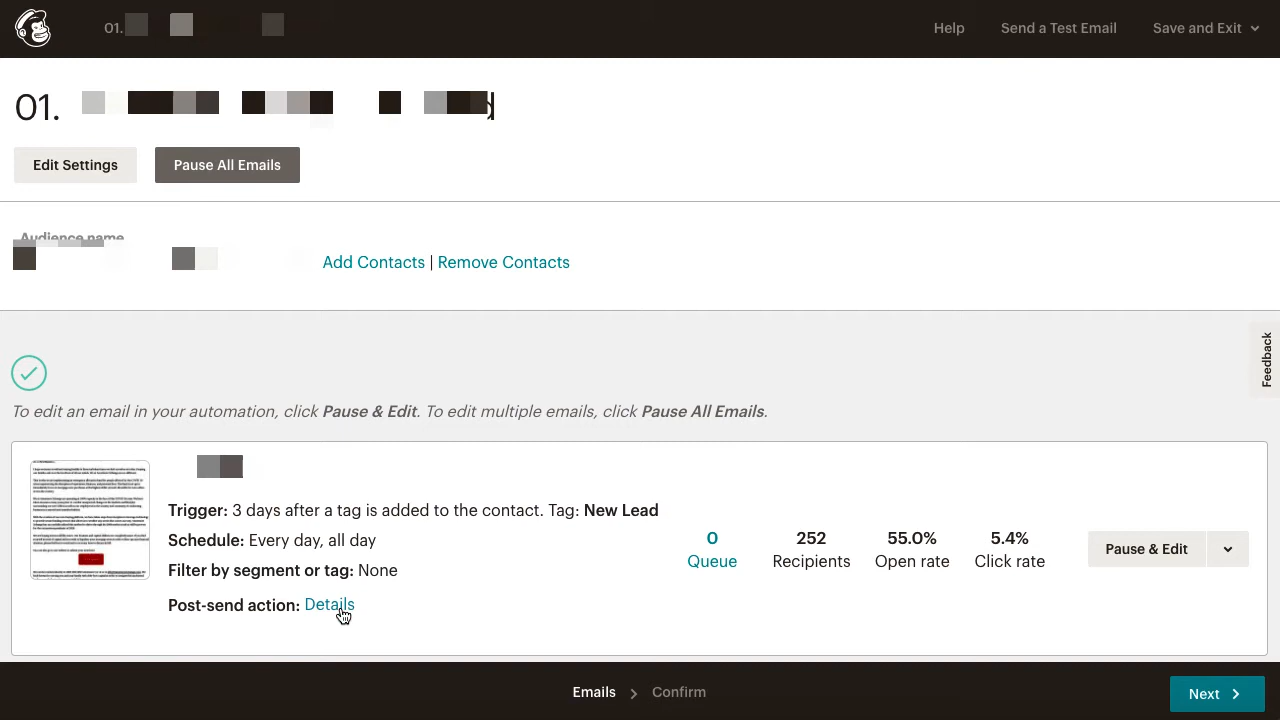 01.
Help
Send a Test Email
Save and Exit
01.
Edit Settings
Pause All Emails
Audience name
Add Contacts | Remove Contacts
Feedback
To edit an email in your automation, click Pause & Edit. To edit multiple emails, click Pause All Emails.
Trigger: 3 days after a tag is added to the contact. Tag: New Lead
Schedule: Every day, all day
Filter by segment or tag: None
Post-send action: Details
0
Queue
252
Recipients
55.0%
Open rate
5.4%
Click rate
Pause & Edit
Emails
Confirm
Next